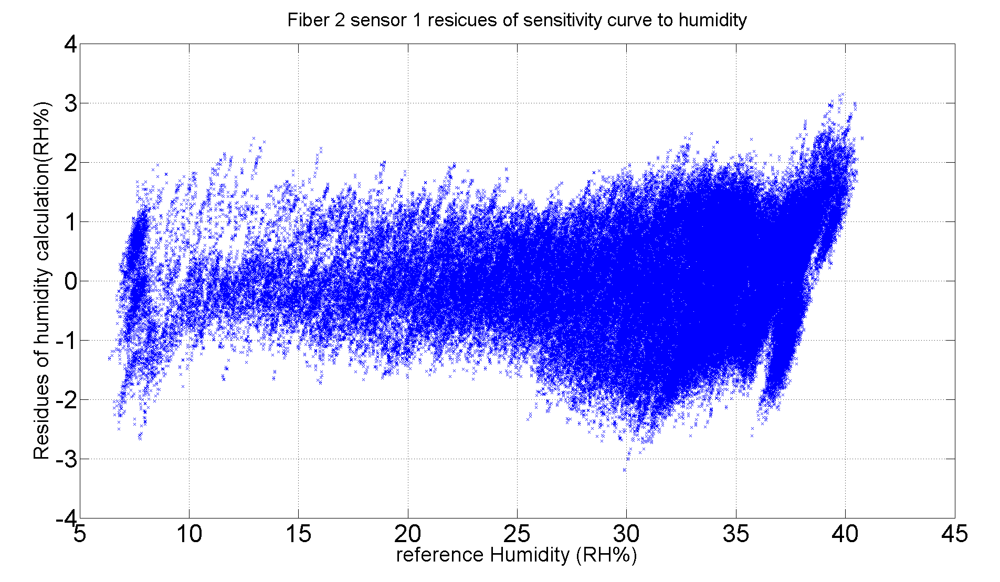 Fiber 2 sensor 1 resicues of sensitivity curve to humidity
Residues of humidity calculation(RH%)
4
3
2
1
0
-1
-2
-3
-4
5 10 15 20 25 30 35 40 45
reference Humidity (RH%)